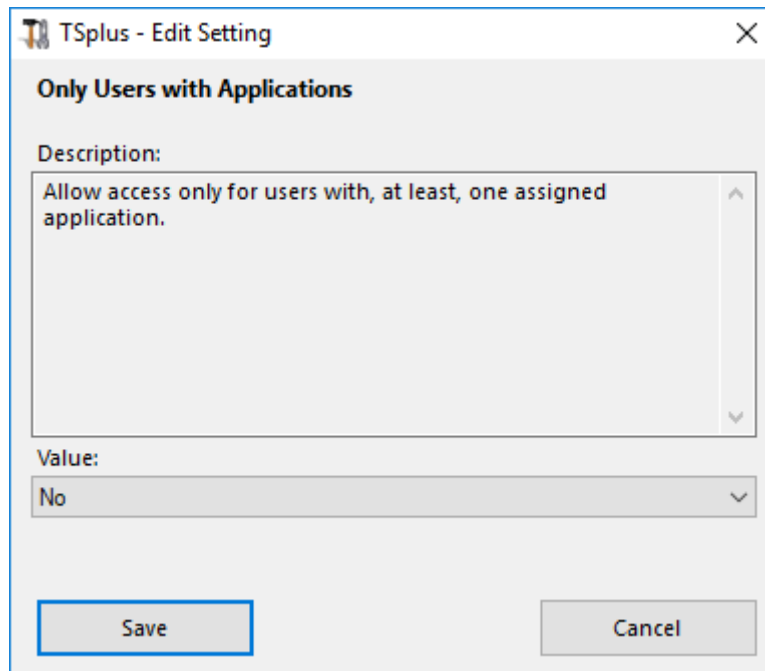 TSplus - Edit Setting
Only Users with Applications
Description:
Allow access only for users with, at least, one assigned
application.
Value:
No
Save
Cancel